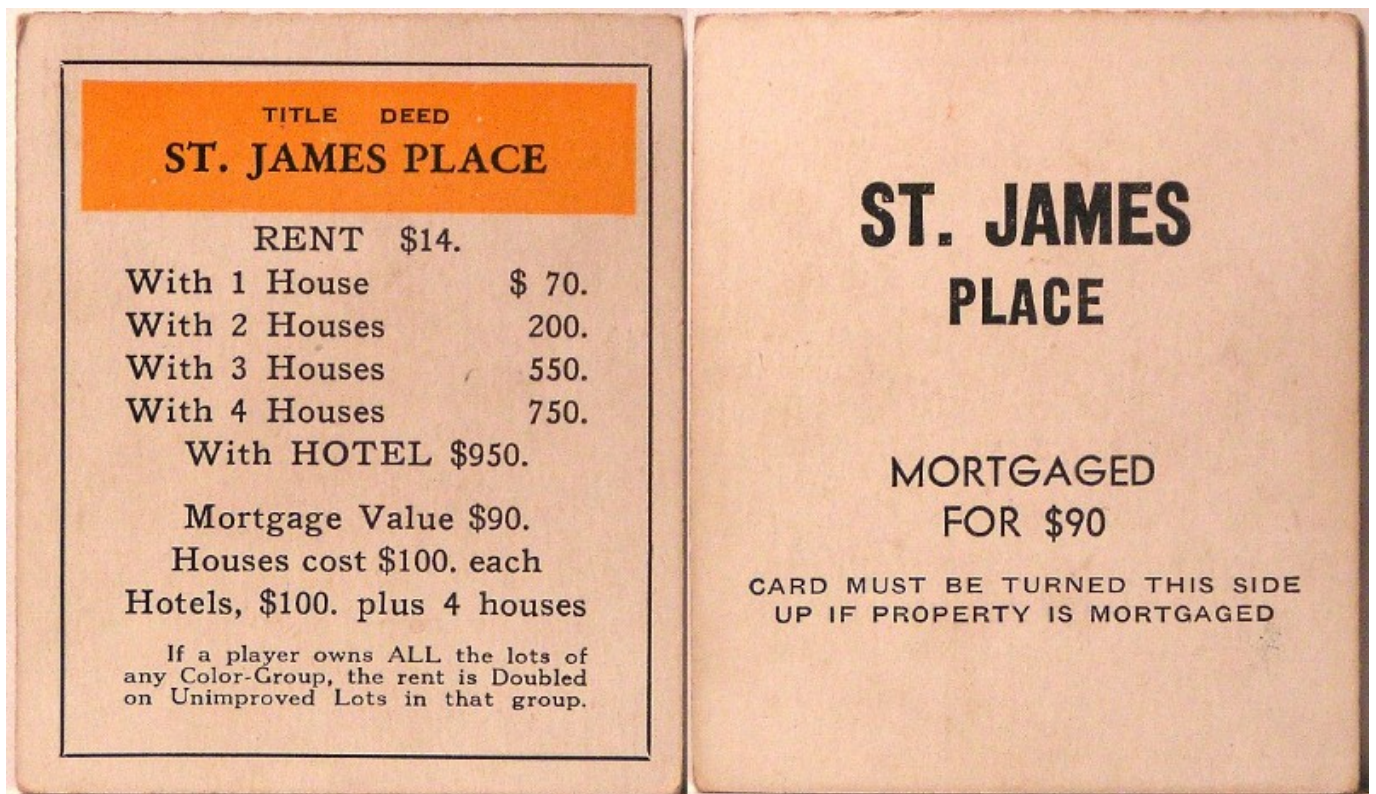 TITLE DEED
ST. JAMES PLACE
RENT $14.
With 1 House $ 70.
With 2 Houses 200.
With 3 Houses 550.
With 4 Houses 750.
With HOTEL $950.
Mortgage Value $90.
Houses cost $100. each
Hotels, $100. plus 4 houses
If a player owns ALL the lots of
any Color-Group, the rent is Doubled
on Unimproved Lots in that group.
ST. JAMES
PLACE
MORTGAGED
FOR $90
CARD MUST BE TURNED THIS SIDE
UP IF PROPERTY IS MORTGAGED